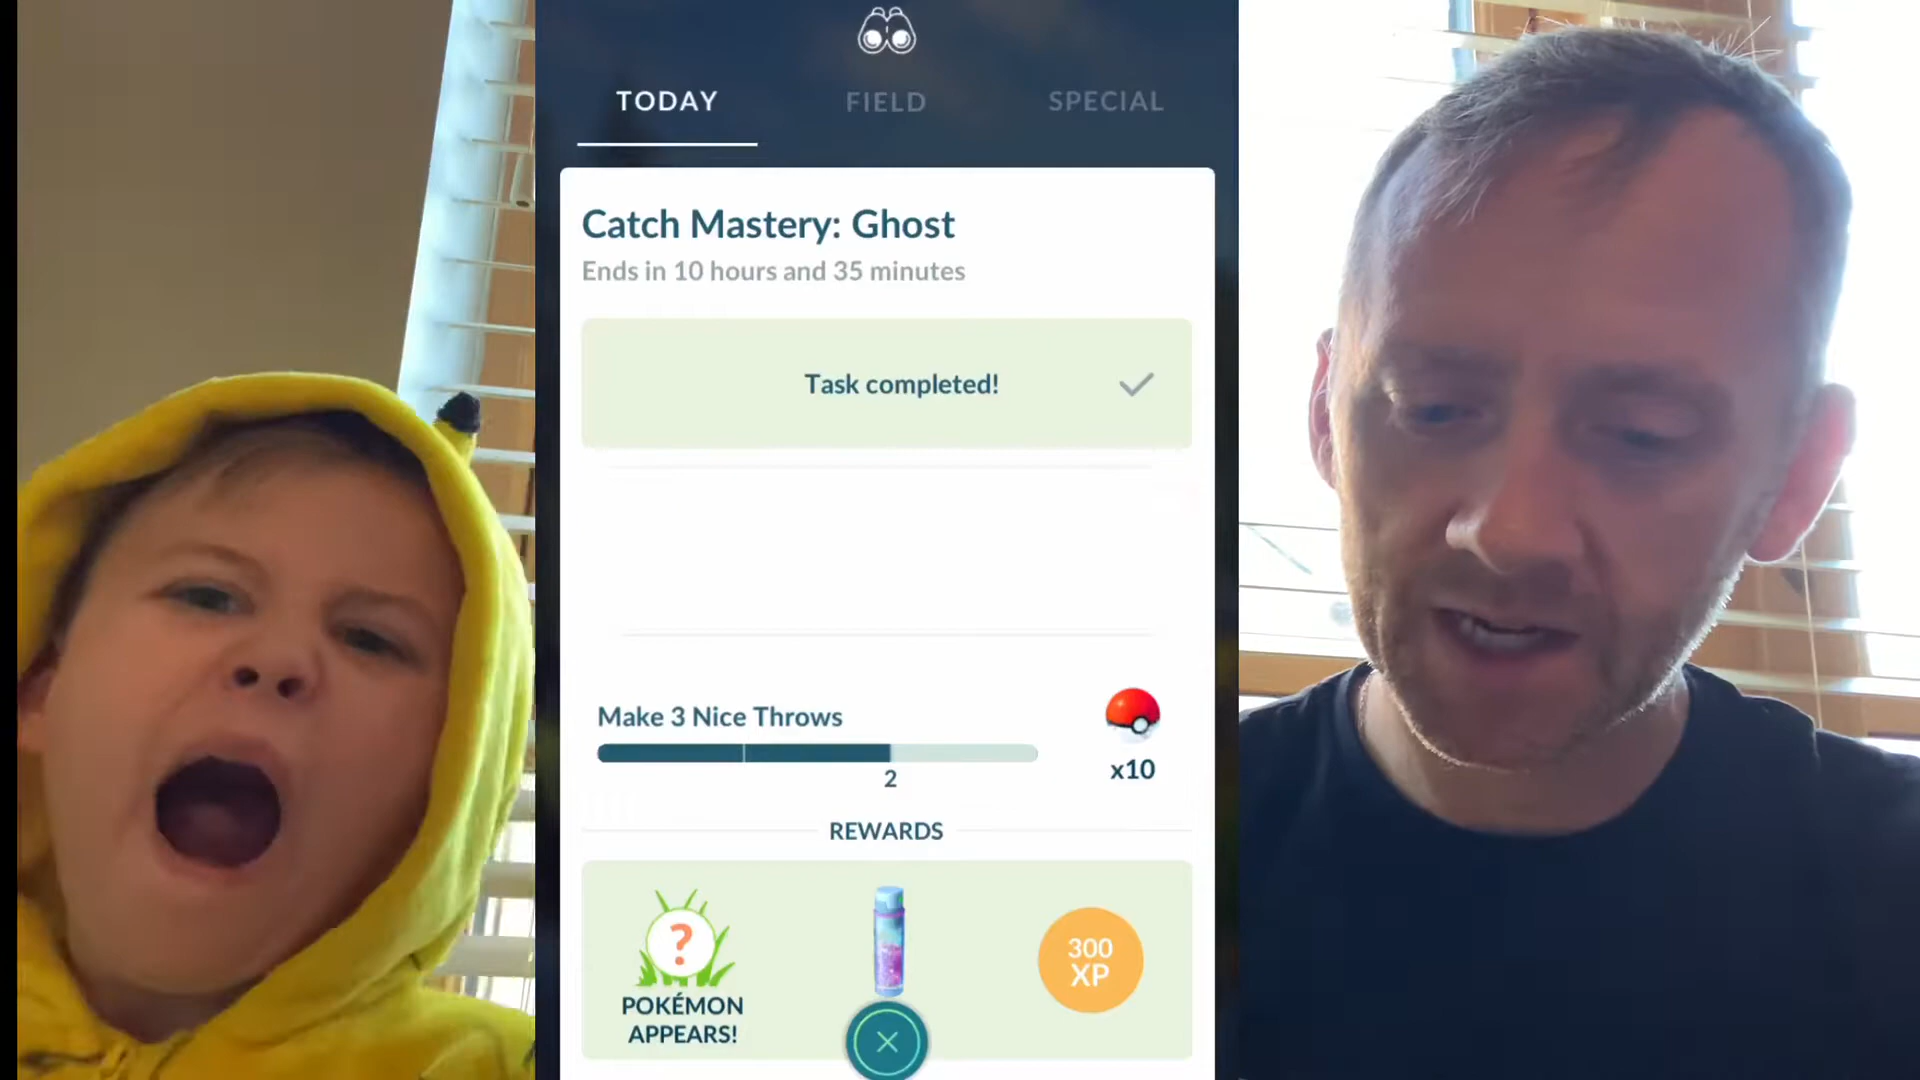 TODAY
FIELD
SPECIAL
Catch Mastery: Ghost
Ends in 10 hours and 35 minutes
Task completed!
Make 3 Nice Throws
2
x10
REWARDS
?
POKÉMON
APPEARS!
300
XP